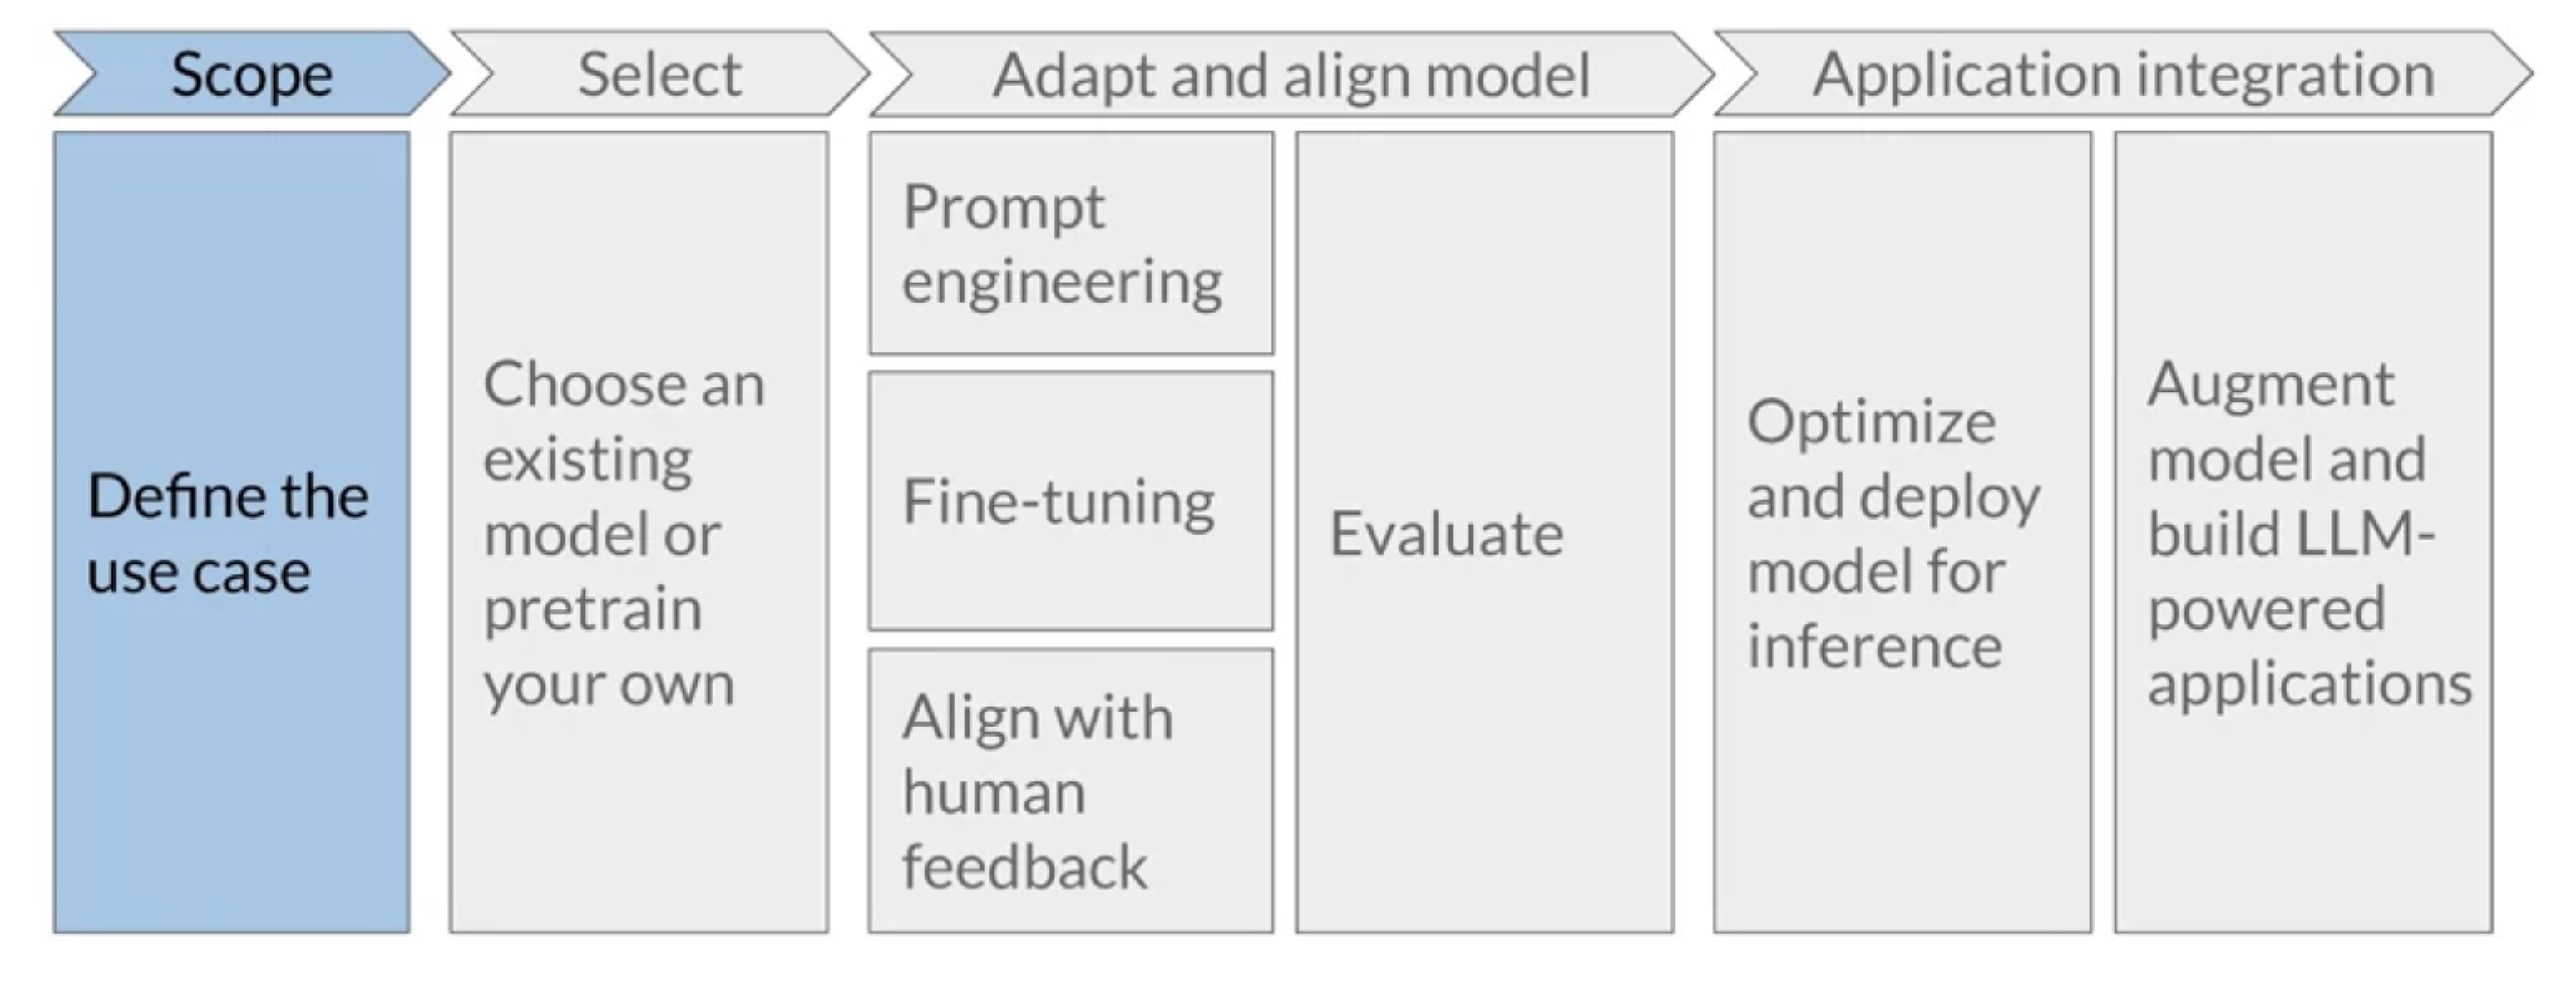 Scope
Select
Adapt and align model
Application integration
Define the
use case
Choose an
existing
model or
pretrain
your own
Prompt
engineering
Fine-tuning
Align with
human
feedback
Evaluate
Optimize
and deploy
model for
inference
Augment
model and
build LLM-
powered
applications